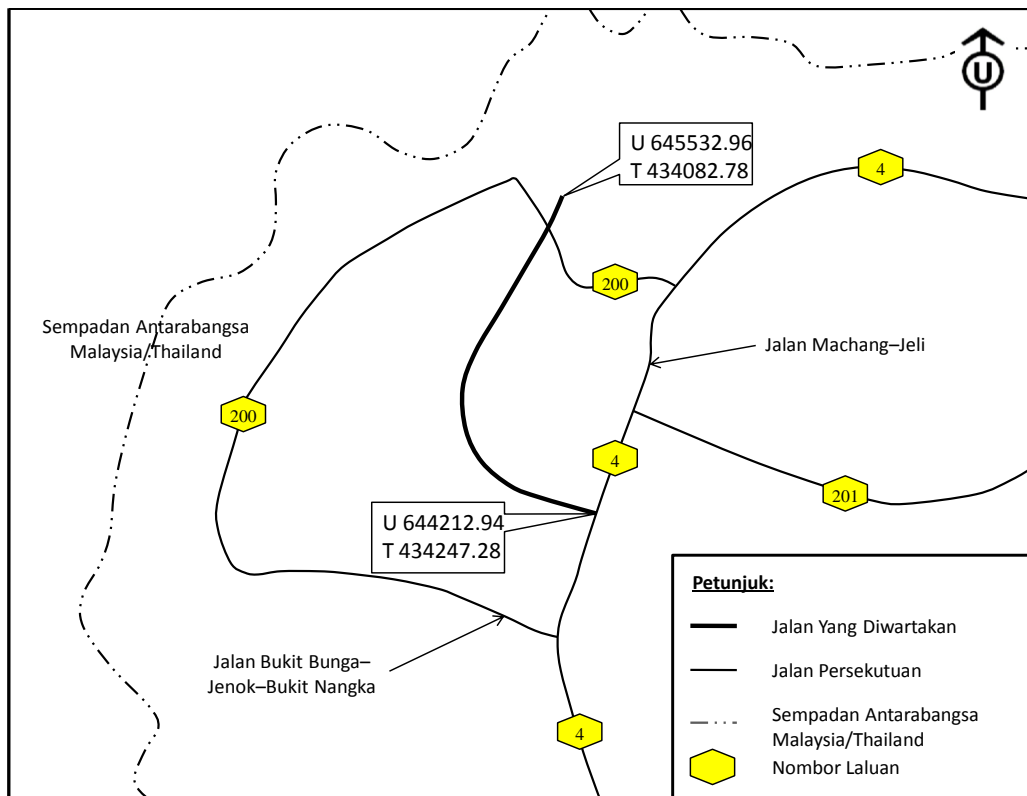 U
U 645532.96
T 434082.78
4
200
Sempadan Antarabangsa
Malaysia/Thailand
Jalan Machang–Jeli
200
4
201
U 644212.94
T 434247.28
Jalan Bukit Bunga–
Jenok–Bukit Nangka
4
Petunjuk:
Jalan Yang Diwartakan
Jalan Persekutuan
Sempadan Antarabangsa
Malaysia/Thailand
Nombor Laluan